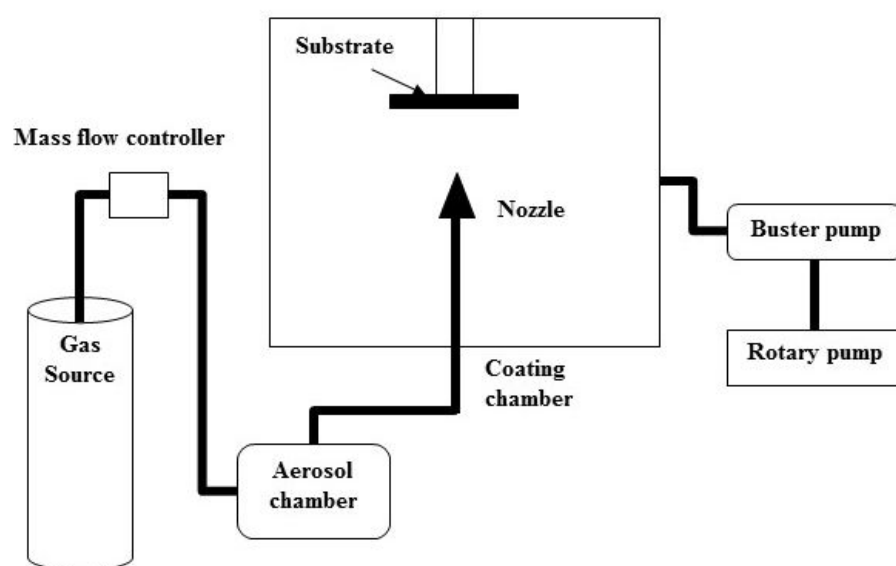 Substrate
Mass flow controller
Nozzle
Buster pump
Gas
Source
Rotary pump
Coating
chamber
Aerosol
chamber